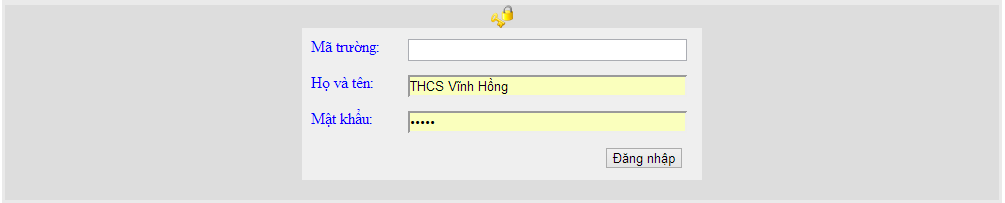 Mã trường:
Họ và tên: THCS Vĩnh Hồng
Mật khẩu: •••••
Đăng nhập